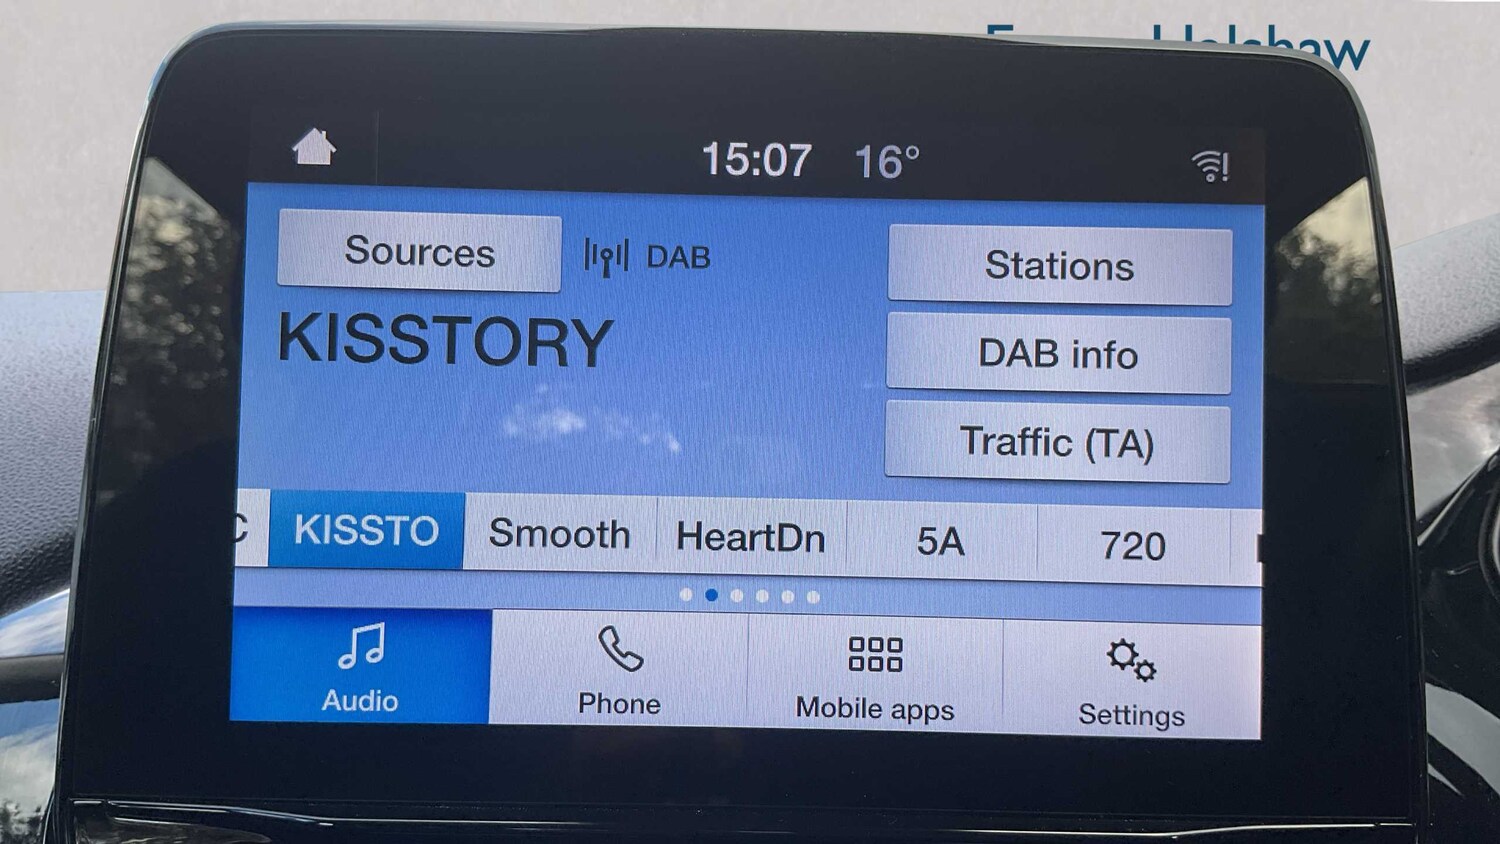 Helshaw
15:07 16°
Sources DAB Stations
KISSTORY
DAB info
Traffic (TA)
C KISSTO Smooth HeartDn 5A 720
Audio Phone Mobile apps Settings